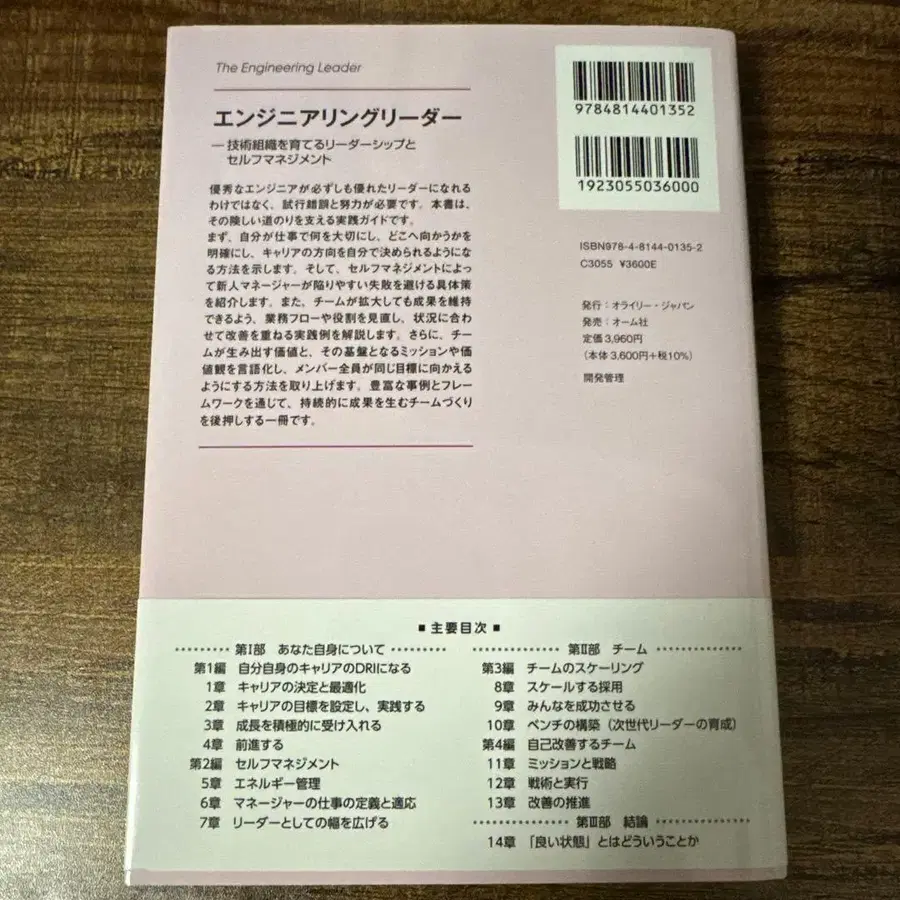 The Engineering Leader
エンジニアリングリーダー
―技術組織を育てるリーダーシップと
セルフマネジメント
優秀なエンジニアが必ずしも優れたリーダーになれる
わけではなく、試行錯誤と努力が必要です。本書は、
その険しい道のりを支える実践ガイドです。
まず、自分が仕事で何を大切にし、どこへ向かうかを
明確にし、キャリアの方向を自分で決められるようにな
る方法を示します。そして、セルフマネジメントによっ
て新人マネージャーが陥りやすい失敗を避ける具体策
を紹介します。また、チームが拡大しても成果を維持
できるよう、業務フローや役割を見直し、状況に合わ
せて改善を重ねる実践例を解説します。さらに、チー
ムが生み出す価値と、その基盤となるミッションや価
値観を言語化し、メンバー全員が同じ目標に向かえる
ようにする方法を取り上げます。豊富な事例とフレー
ムワークを通じて、持続的に成果を生むチームづくり
を後押しする一冊です。
9784814401352
1923055036000
ISBN978-4-8144-0135-2
C3055 ¥3600E
発行：オライリー・ジャパン
発売：オーム社
定価3,960円
（本体3,600円+税10%）
開発管理
■ 主要目次 ■
第Ⅰ部 あなた自身について
第1編 自分自身のキャリアのDRIになる
1章 キャリアの決定と最適化
2章 キャリアの目標を設定し、実践する
3章 成長を積極的に受け入れる
4章 前進する
第2編 セルフマネジメント
5章 エネルギー管理
6章 マネージャーの仕事の定義と適応
7章 リーダーとしての幅を広げる
第Ⅱ部 チーム
第3編 チームのスケーリング
8章 スケールする採用
9章 みんなを成功させる
10章 ベンチの構築（次世代リーダーの育成）
第4編 自己改善するチーム
11章 ミッションと戦略
12章 戦術と実行
13章 改善の推進
第Ⅲ部 結論
14章 「良い状態」とはどういうことか